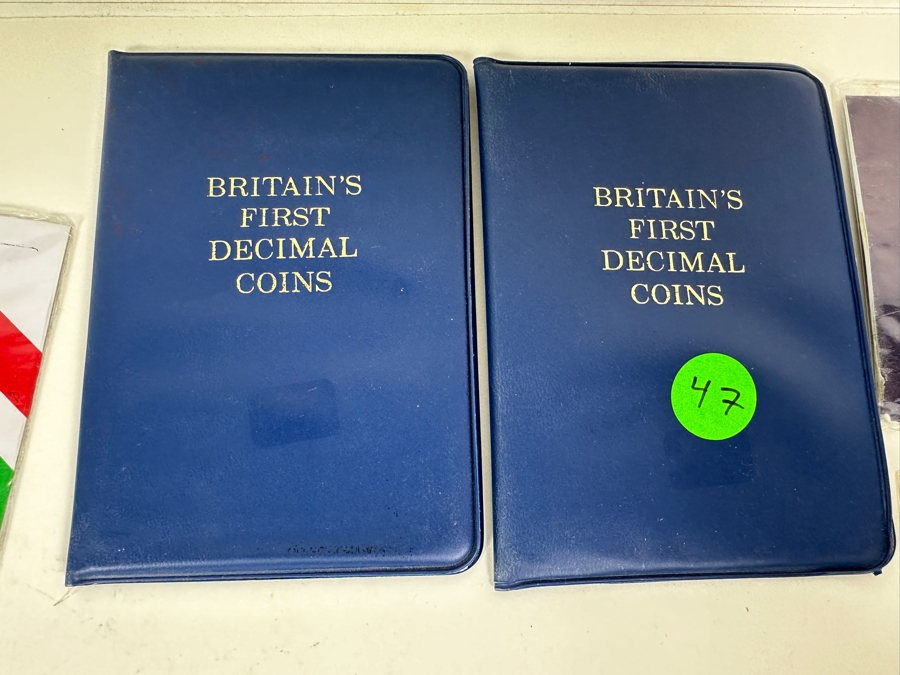 BRITAIN'S
FIRST
DECIMAL
COINS
BRITAIN'S
FIRST
DECIMAL
COINS
47